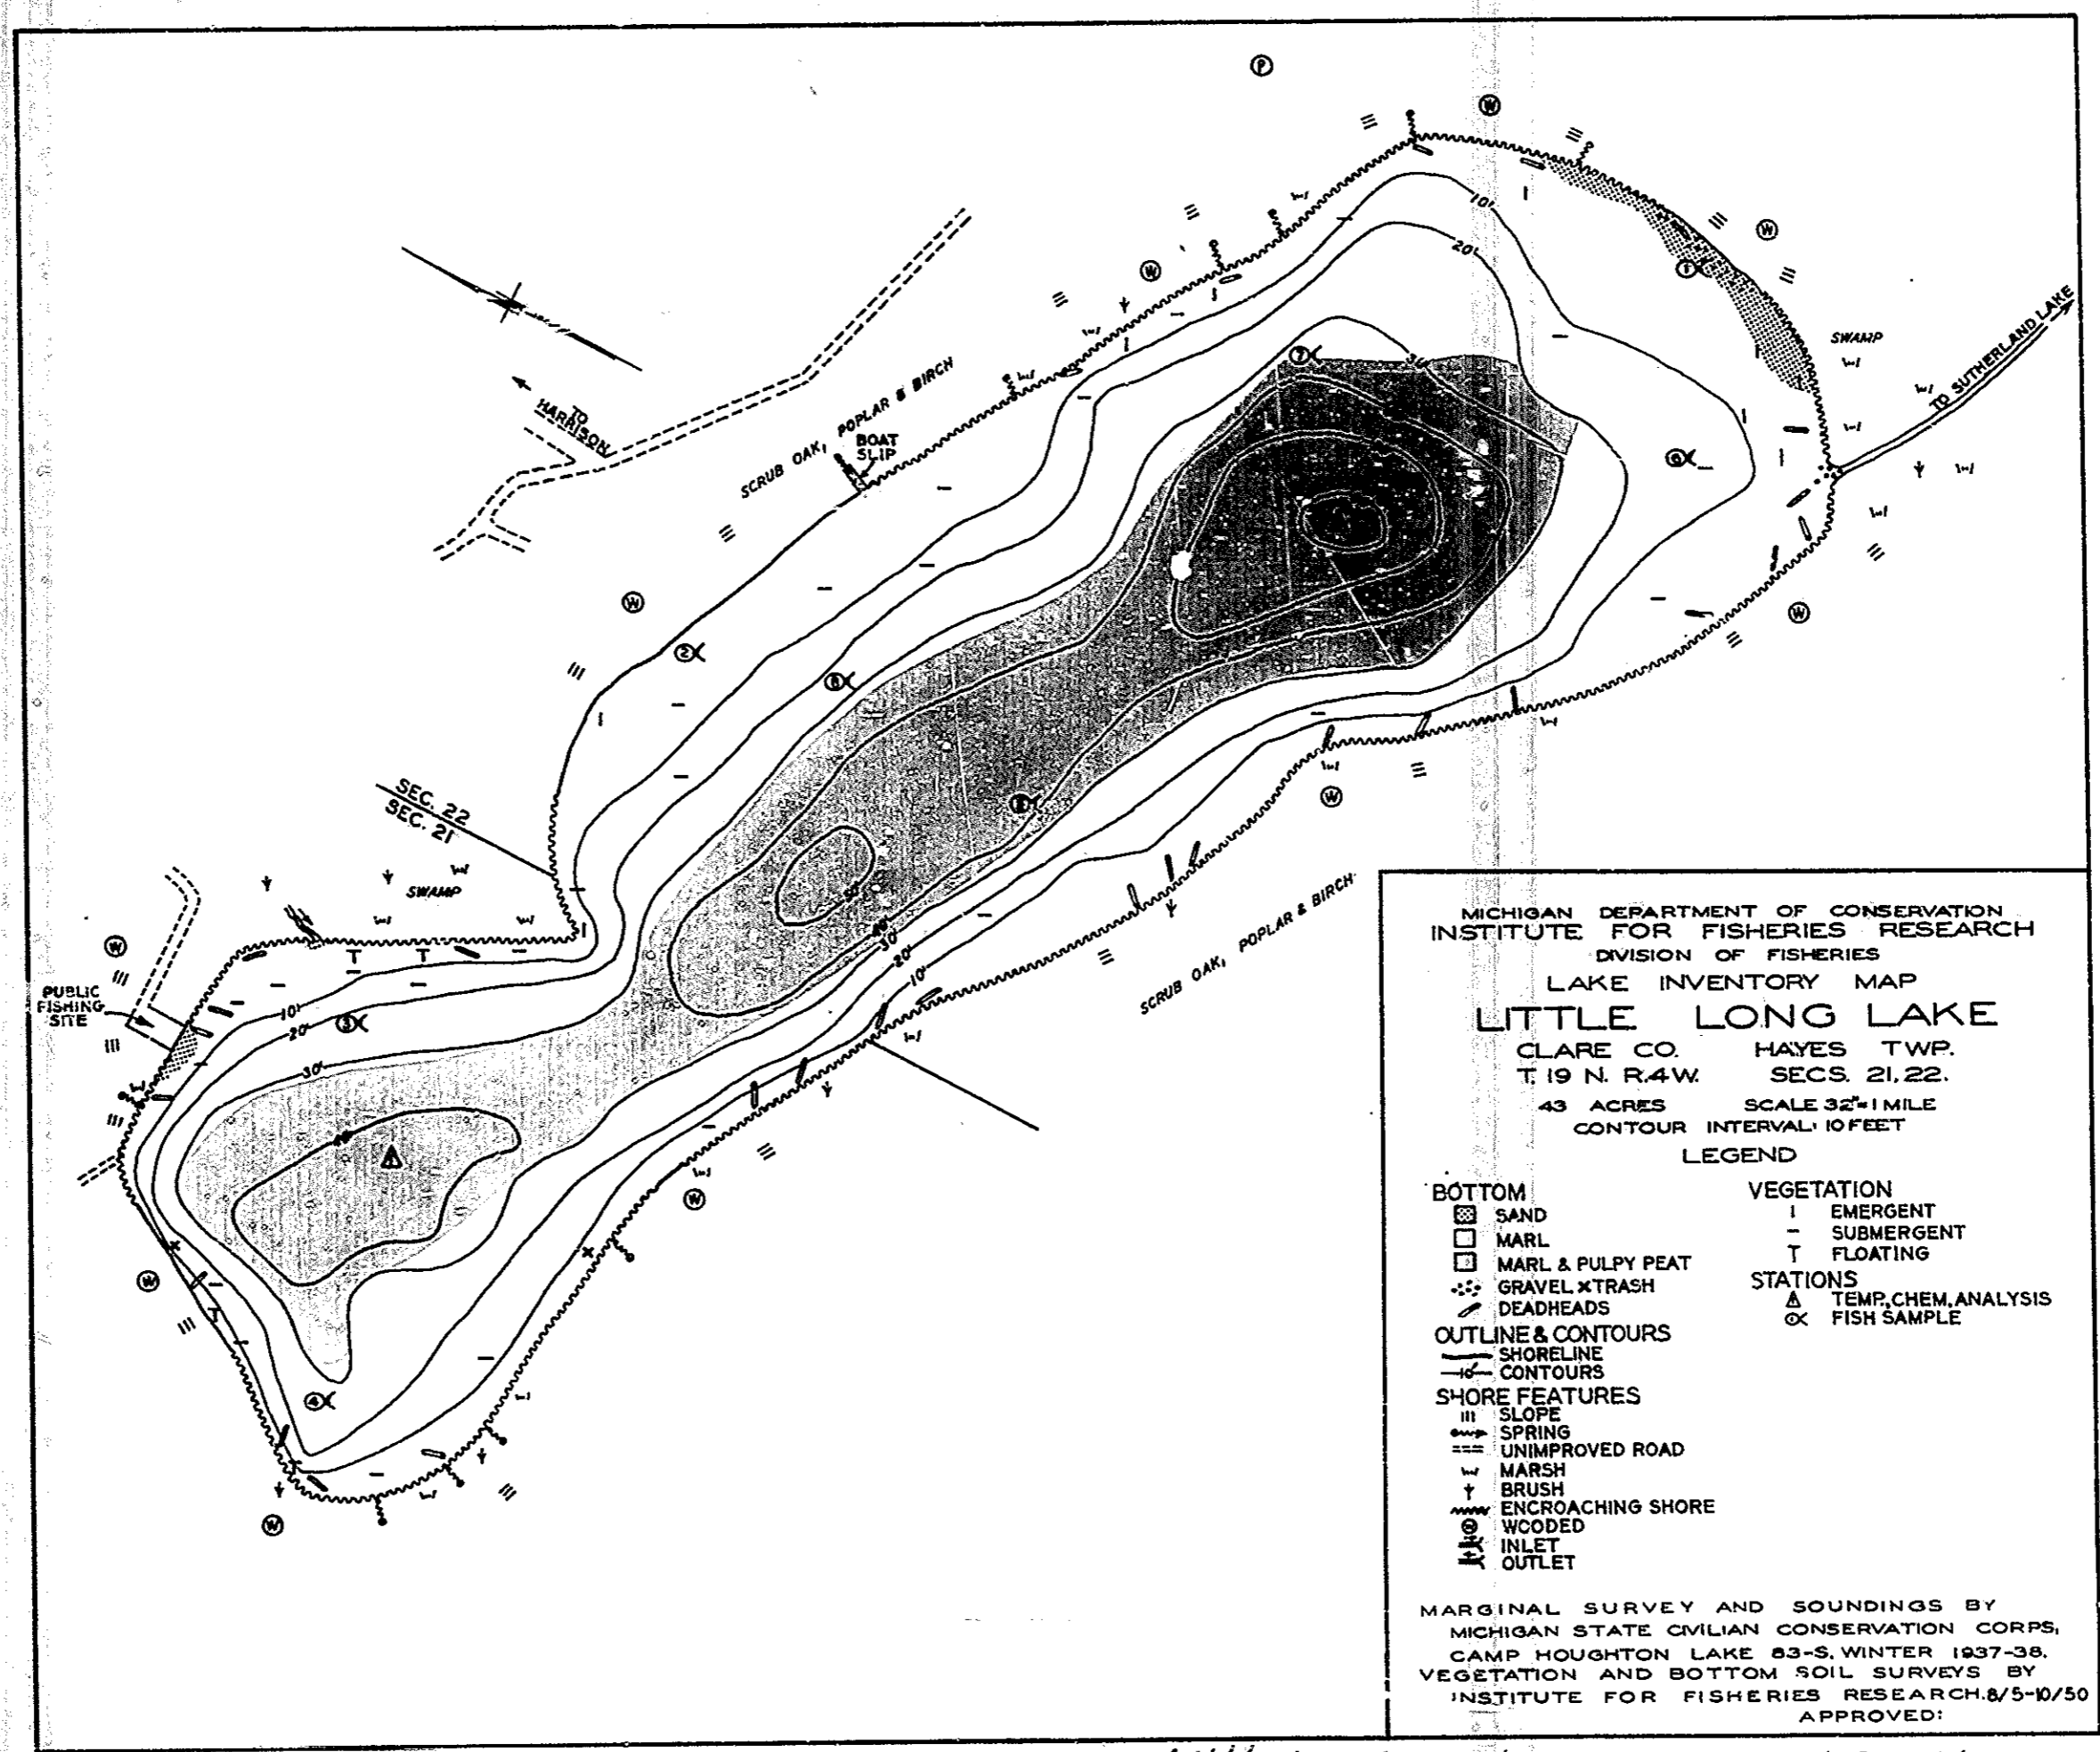 SWAMP
TO SUTHERLAND LAKE
TO
HARRISON
SCRUB OAK, POPLAR & BIRCH
BOAT
SLIP
10'
20'
SEC. 22
SEC. 21
SWAMP
PUBLIC
FISHING
SITE
10'
20'
30'
30'
20'
10'
SCRUB OAK, POPLAR & BIRCH
MICHIGAN DEPARTMENT OF CONSERVATION
INSTITUTE FOR FISHERIES RESEARCH
DIVISION OF FISHERIES
LAKE INVENTORY MAP
LITTLE LONG LAKE
CLARE CO. HAYES TWP.
T. 19 N. R.4W. SECS. 21,22.
43 ACRES SCALE 32"=1 MILE
CONTOUR INTERVAL: 10 FEET
LEGEND
BOTTOM
SAND
MARL
MARL & PULPY PEAT
GRAVEL X TRASH
DEADHEADS
OUTLINE & CONTOURS
SHORELINE
10' CONTOURS
SHORE FEATURES
SLOPE
SPRING
UNIMPROVED ROAD
MARSH
BRUSH
ENCROACHING SHORE
W WOODED
INLET
OUTLET
VEGETATION
I EMERGENT
– SUBMERGENT
T FLOATING
STATIONS
TEMP., CHEM, ANALYSIS
FISH SAMPLE
MARGINAL SURVEY AND SOUNDINGS BY
MICHIGAN STATE CIVILIAN CONSERVATION CORPS,
CAMP HOUGHTON LAKE 83-S. WINTER 1937-38.
VEGETATION AND BOTTOM SOIL SURVEYS BY
INSTITUTE FOR FISHERIES RESEARCH. 8/5-10/50
APPROVED: